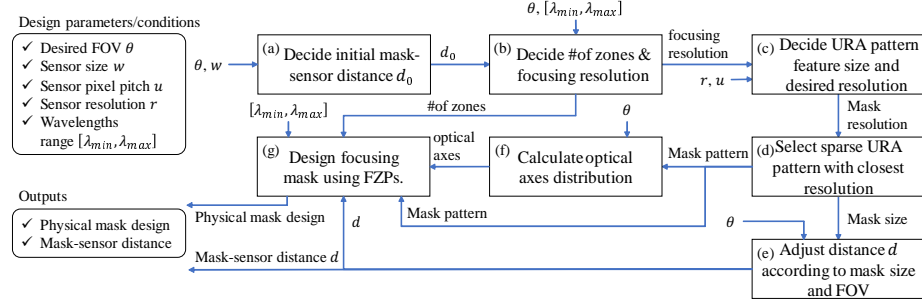 Design parameters/conditions
✓ Desired FOV θ
✓ Sensor size w
✓ Sensor pixel pitch u
✓ Sensor resolution r
✓ Wavelengths
range [λmin, λmax]
θ, w
(a) Decide initial mask-
sensor distance d0
d0
θ, [λmin, λmax]
(b) Decide #of zones &
focusing resolution
focusing
resolution
r, u
(c) Decide URA pattern
feature size and
desired resolution
Mask
resolution
#of zones
[λmin, λmax]
(g) Design focusing
mask using FZPs.
optical
axes
θ
(f) Calculate optical
axes distribution
Mask pattern
(d) Select sparse URA
pattern with closest
resolution
Mask size
θ
(e) Adjust distance d
according to mask size
and FOV
Mask pattern
d
Physical mask design
Mask-sensor distance d
Outputs
✓ Physical mask design
✓ Mask-sensor distance